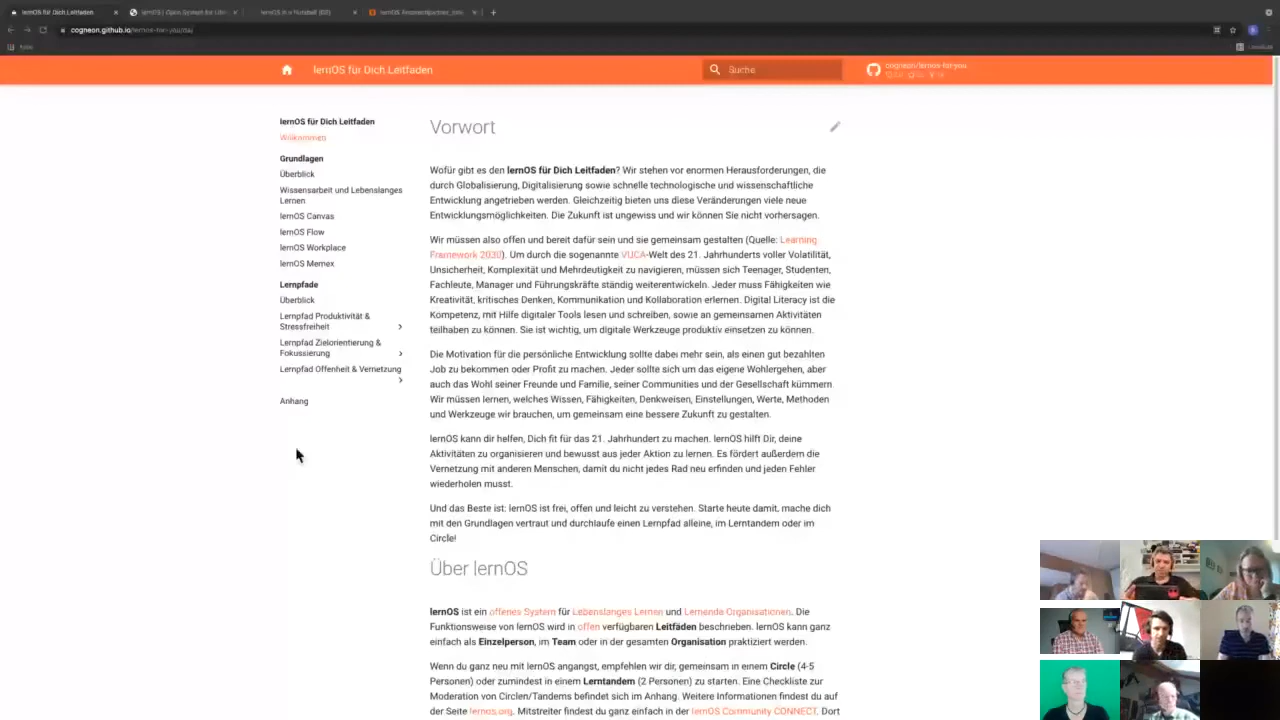 lernOS für Dich Leitfaden
lernOS in a Nutshell (DE)
cogneon.github.io/lernos-for-you/de/
lernOS für Dich Leitfaden
Suche
cogneon/lernos-for-you
lernOS für Dich Leitfaden
Willkommen
Grundlagen
Überblick
Wissensarbeit und Lebenslanges
Lernen
lernOS Canvas
lernOS Flow
lernOS Workplace
lernOS Memex
Lernpfade
Überblick
Lernpfad Produktivität &
Stressfreiheit
Lernpfad Zielorientierung &
Fokussierung
Lernpfad Offenheit & Vernetzung
Anhang
Vorwort
Wofür gibt es den lernOS für Dich Leitfaden? Wir stehen vor enormen Herausforderungen, die
durch Globalisierung, Digitalisierung sowie schnelle technologische und wissenschaftliche
Entwicklung angetrieben werden. Gleichzeitig bieten uns diese Veränderungen viele neue
Entwicklungsmöglichkeiten. Die Zukunft ist ungewiss und wir können Sie nicht vorhersagen.
Wir müssen also offen und bereit dafür sein und sie gemeinsam gestalten (Quelle: Learning
Framework 2030). Um durch die sogenannte VUCA-Welt des 21. Jahrhunderts voller Volatilität,
Unsicherheit, Komplexität und Mehrdeutigkeit zu navigieren, müssen sich Teenager, Studenten,
Fachleute, Manager und Führungskräfte ständig weiterentwickeln. Jeder muss Fähigkeiten wie
Kreativität, kritisches Denken, Kommunikation und Kollaboration erlernen. Digital Literacy ist die
Kompetenz, mit Hilfe digitaler Tools lesen und schreiben, sowie an gemeinsamen Aktivitäten
teilhaben zu können. Sie ist wichtig, um digitale Werkzeuge produktiv einsetzen zu können.
Die Motivation für die persönliche Entwicklung sollte dabei mehr sein, als einen gut bezahlten
Job zu bekommen oder Profit zu machen. Jeder sollte sich um das eigene Wohlergehen, aber
auch das Wohl seiner Freunde und Familie, seiner Communities und der Gesellschaft kümmern.
Wir müssen lernen, welches Wissen, Fähigkeiten, Denkweisen, Einstellungen, Werte, Methoden
und Werkzeuge wir brauchen, um gemeinsam eine bessere Zukunft zu gestalten.
lernOS kann dir helfen, Dich fit für das 21. Jahrhundert zu machen. lernOS hilft Dir, deine
Aktivitäten zu organisieren und bewusst aus jeder Aktion zu lernen. Es fördert außerdem die
Vernetzung mit anderen Menschen, damit du nicht jedes Rad neu erfinden und jeden Fehler
wiederholen musst.
Und das Beste ist: lernOS ist frei, offen und leicht zu verstehen. Starte heute damit, mache dich
mit den Grundlagen vertraut und durchlaufe einen Lernpfad alleine, im Lerntandem oder im
Circle!
Über lernOS
lernOS ist ein offenes System für Lebenslanges Lernen und Lernende Organisationen. Die
Funktionsweise von lernOS wird in offen verfügbaren Leitfäden beschrieben. lernOS kann ganz
einfach als Einzelperson, im Team oder in der gesamten Organisation praktiziert werden.
Wenn du ganz neu mit lernOS angangst, empfehlen wir dir, gemeinsam in einem Circle (4-5
Personen) oder zumindest in einem Lerntandem (2 Personen) zu starten. Eine Checkliste zur
Moderation von Circlen/Tandems befindet sich im Anhang. Weitere Informationen findest du auf
der Seite lernos.org. Mitstreiter findest du ganz einfach in der lernOS Community CONNECT. Dort